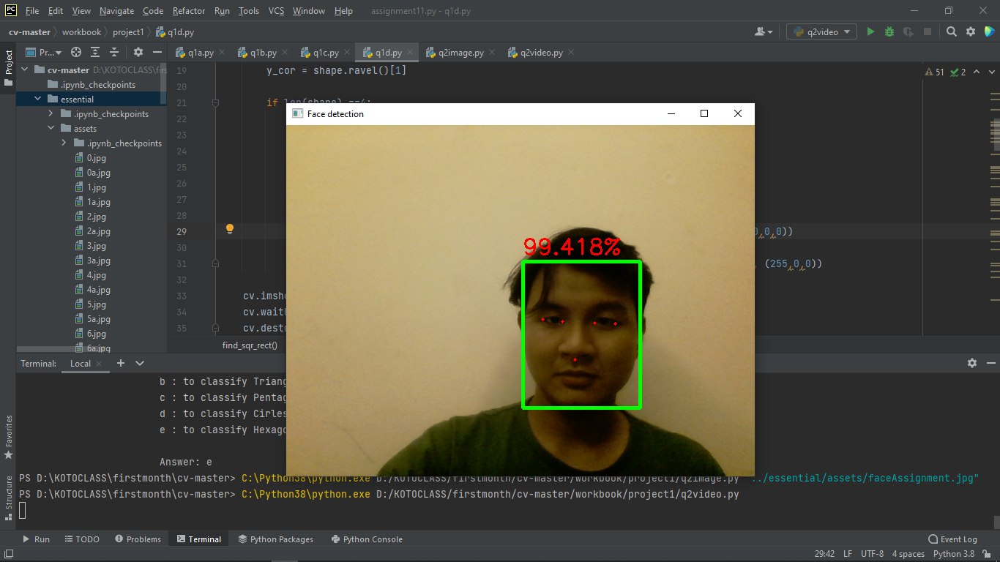 PC File Edit View Navigate Code Refactor Run Tools VCS Window Help assignment11.py - q1d.py
cv-master workbook project1 q1d.py q2video
Project
Pr... q1a.py q1b.py q1c.py q1d.py q2image.py q2video.py
cv-master D:\KOTOCLASS\firs
.ipynb_checkpoints
essential
.ipynb_checkpoints
assets
.ipynb_checkpoints
0.jpg
0a.jpg
1.jpg
1a.jpg
2.jpg
2a.jpg
3.jpg
3a.jpg
4.jpg
4a.jpg
5.jpg
5a.jpg
6.jpg
6a.jpg
19 y_cor = shape.ravel()[1]
20
21 if len(shape) ==4:
22
23
24
25
26
27
28
29 0,0,0))
30
31 , (255,0,0))
32
33 cv.imsho
34 cv.waitK
35 cv.destr
51 2
find_sqr_rect()
Face detection
99.418%
Terminal: Local
b : to classify Triang
c : to classify Pentag
d : to classify Cirles
e : to classify Hexago
Answer: e
PS D:\KOTOCLASS\firstmonth\cv-master> C:\Python38\python.exe D:/KOTOCLASS/firstmonth/cv-master/workbook/project1/q2image.py "../essential/assets/faceAssignment.jpg"
PS D:\KOTOCLASS\firstmonth\cv-master> C:\Python38\python.exe D:/KOTOCLASS/firstmonth/cv-master/workbook/project1/q2video.py
Favorites
Structure
Run TODO Problems Terminal Python Packages Python Console Event Log
29:42 LF UTF-8 4 spaces Python 3.8